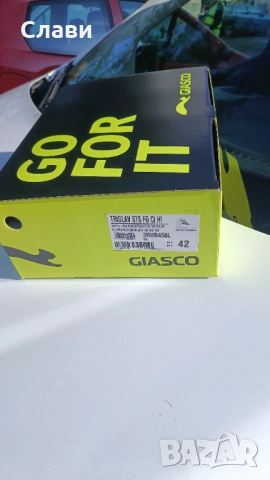 Слави
GIASCO
GO
FOR
IT
TRIGLAV S7S FO CI HI
42
GIASCO
BAZAR